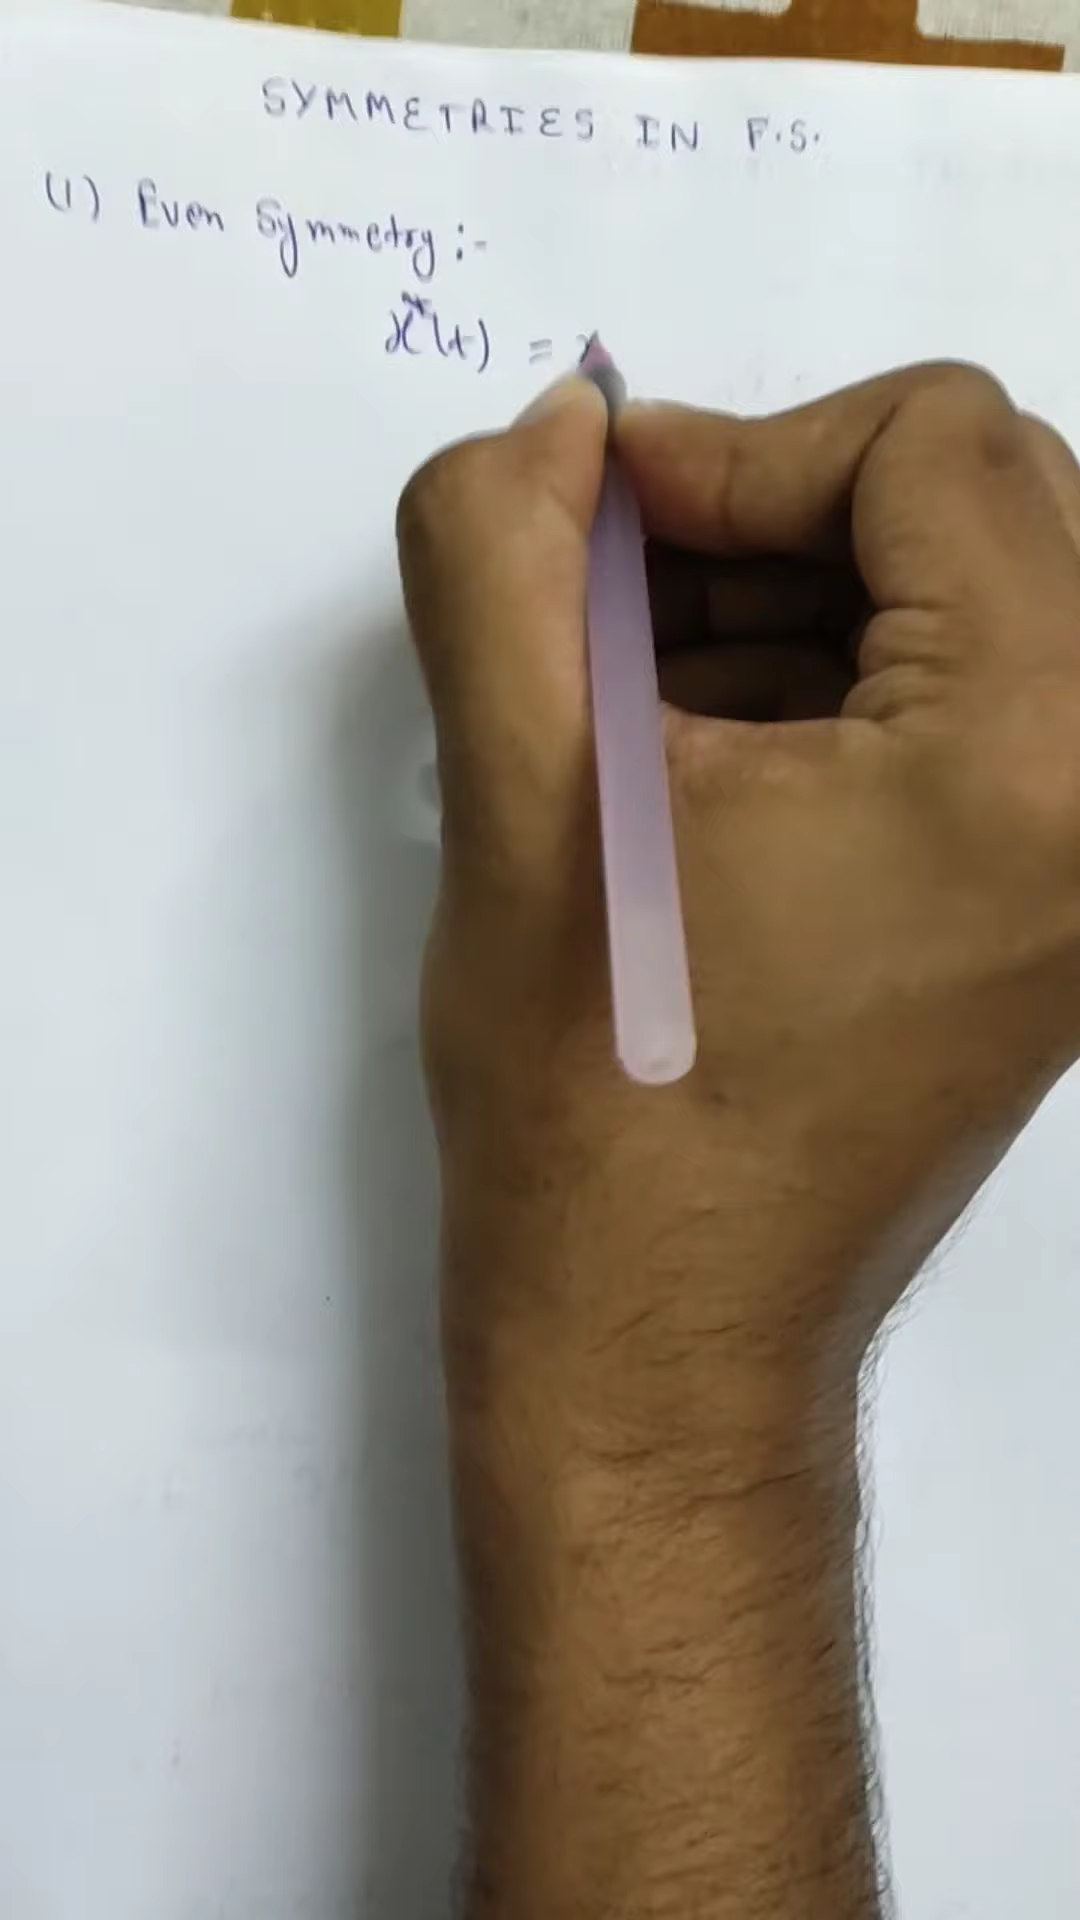 SYMMETRIES IN F.S.
(1) Even Symmetry :-
x(t) = x